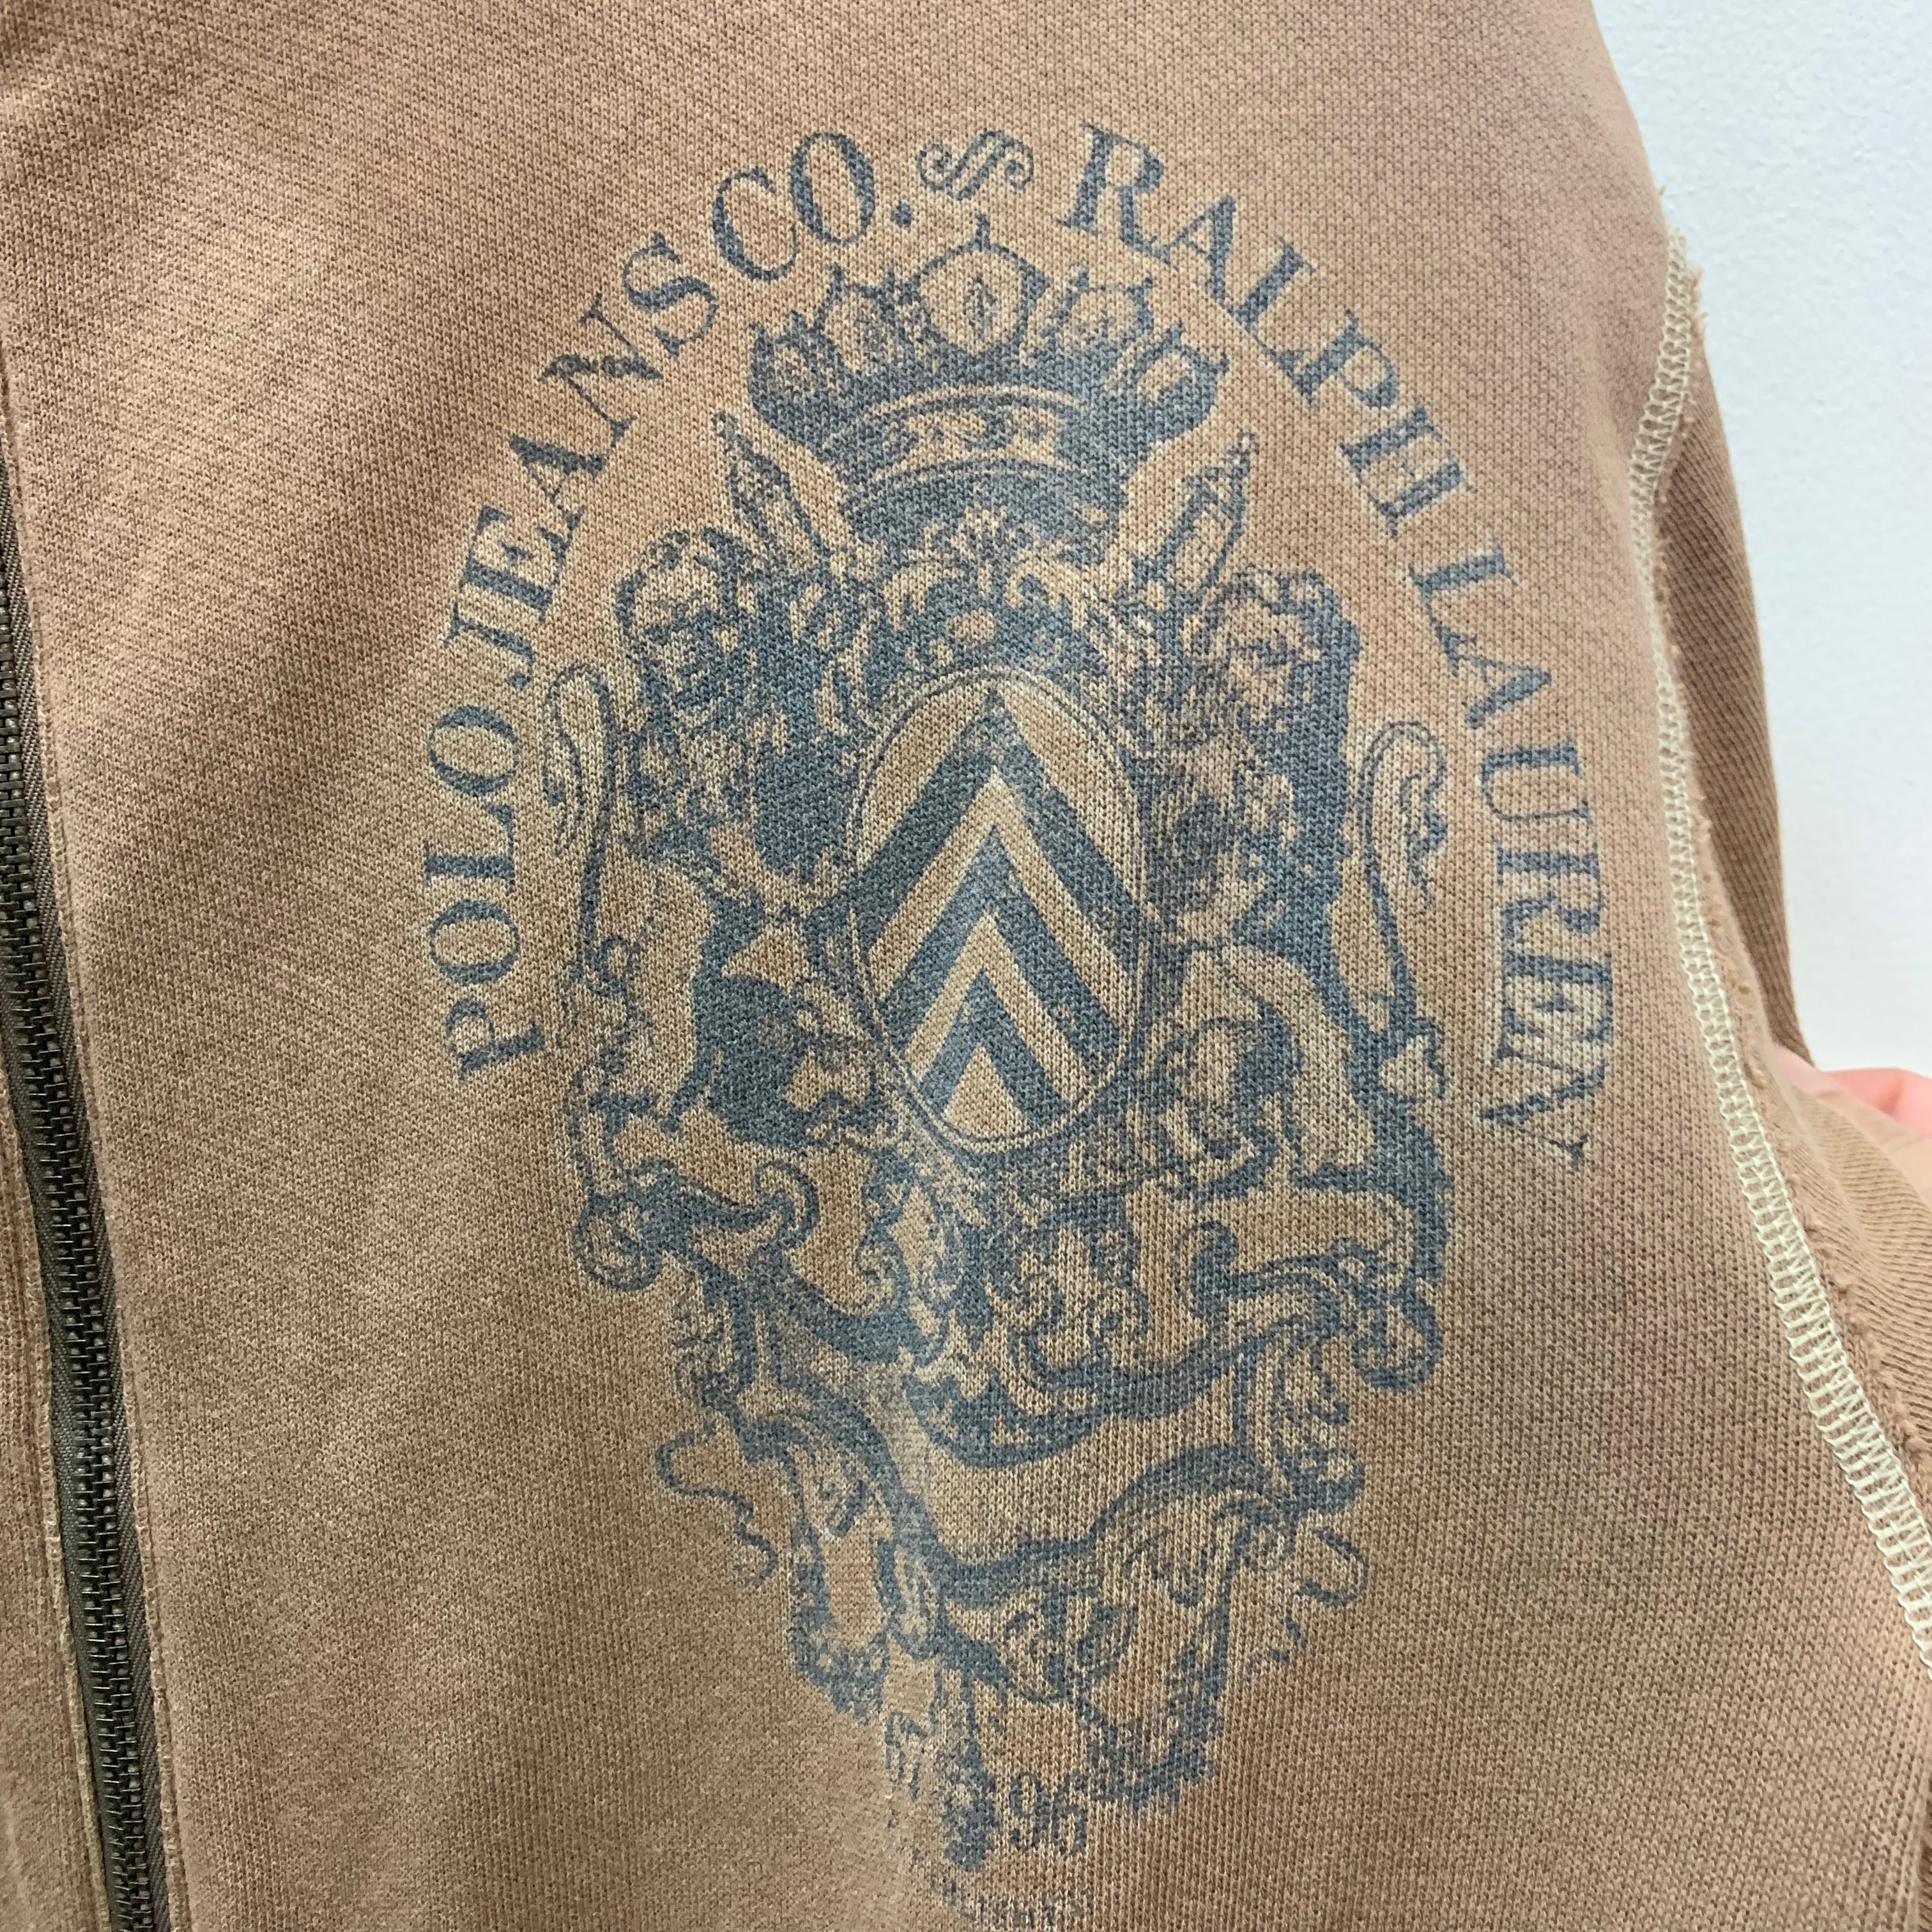 POLO JEANS CO. § RALPH LAUREN
96